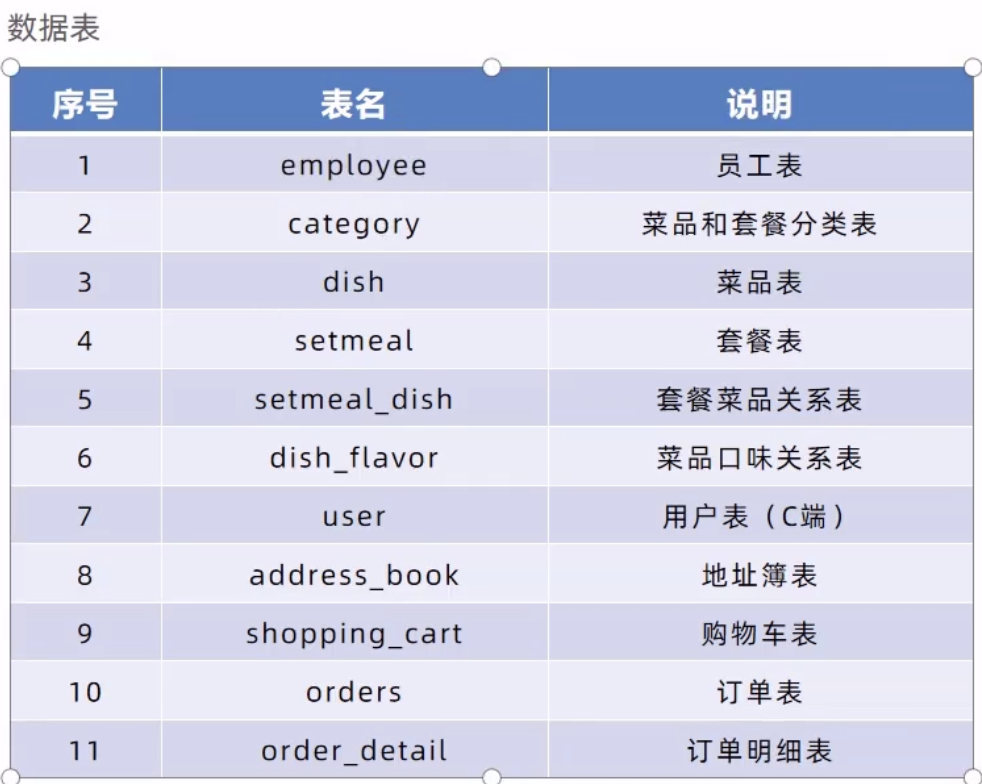 数据表
序号 表名 说明
1 employee 员工表
2 category 菜品和套餐分类表
3 dish 菜品表
4 setmeal 套餐表
5 setmeal_dish 套餐菜品关系表
6 dish_flavor 菜品口味关系表
7 user 用户表（C端）
8 address_book 地址簿表
9 shopping_cart 购物车表
10 orders 订单表
11 order_detail 订单明细表